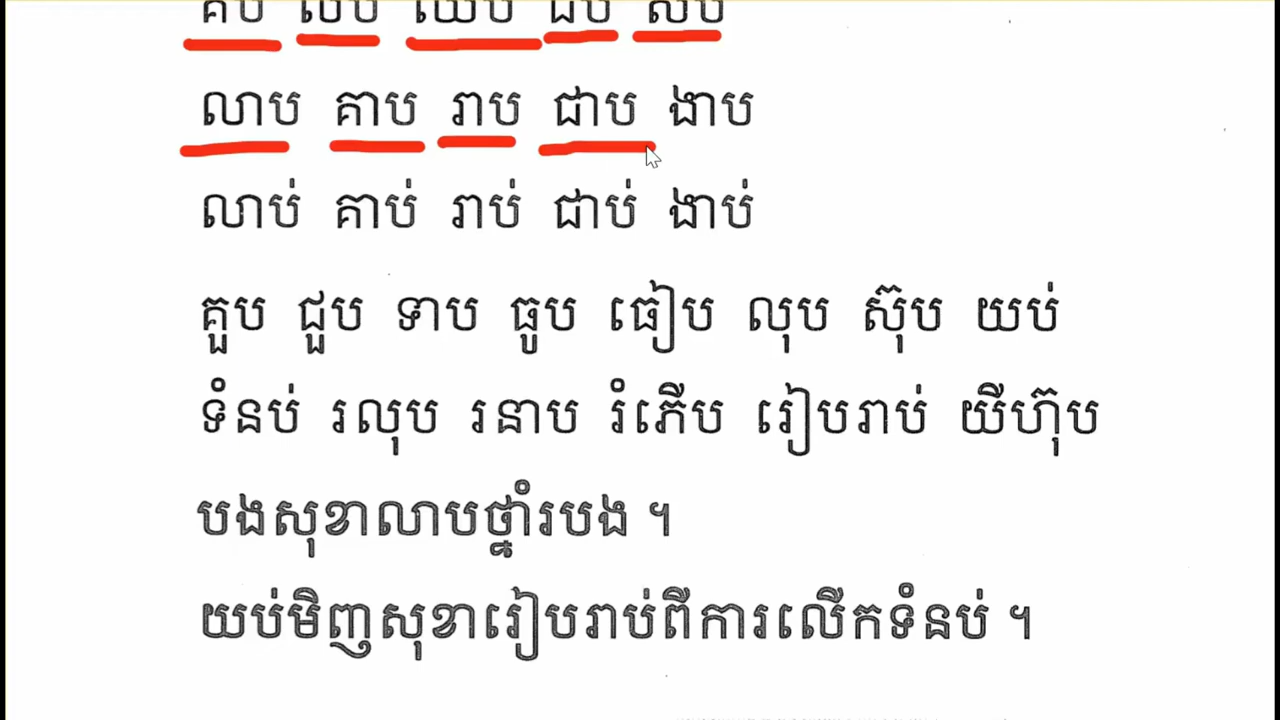 លាប គាប រាប ជាប ងាប
លាប់ គាប់ រាប់ ជាប់ ងាប់
គួប ជួប ទាប ធូប ធៀប លុប ស៊ុប យប់
ទំនប់ រលុប រនាប រំភើប រៀបរាប់ យីហ៊ុប
បងសុខាលាបថ្នាំរបង ។
យប់មិញសុខារៀបរាប់ពីការលើកទំនប់ ។